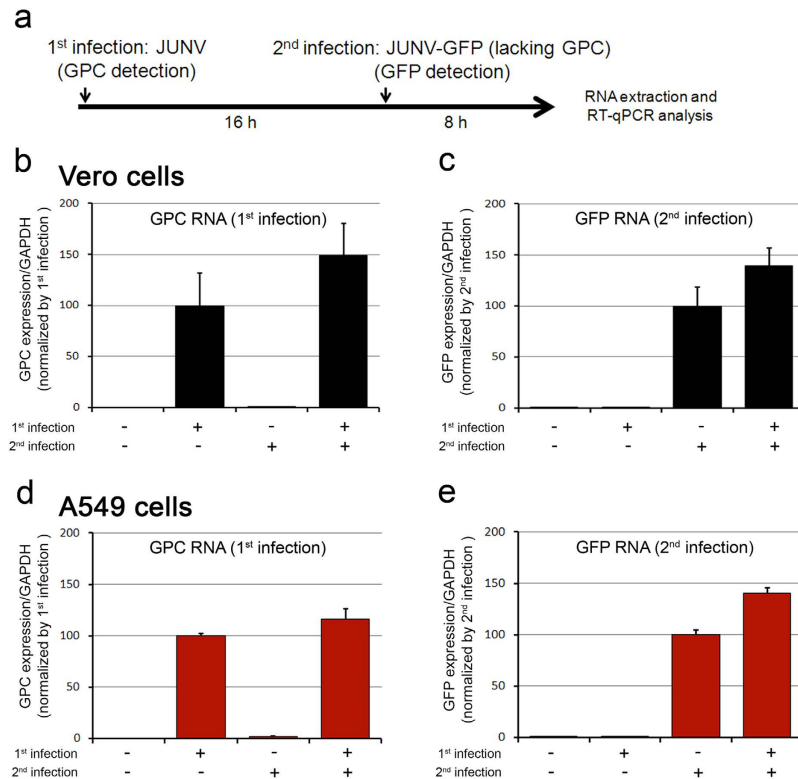 a
1st infection: JUNV
(GPC detection)
2nd infection: JUNV-GFP (lacking GPC)
(GFP detection)
16 h
8 h
RNA extraction and
RT-qPCR analysis
b
Vero cells
GPC RNA (1st infection)
GPC expression/GAPDH
(normalized by 1st infection )
200
150
100
50
0
1st infection - + - +
2nd infection - - + +
c
GFP RNA (2nd infection)
GFP expression/GAPDH
(normalized by 2nd infection )
200
150
100
50
0
1st infection - + - +
2nd infection - - + +
d
A549 cells
GPC RNA (1st infection)
GPC expression/GAPDH
(normalized by 1st infection )
200
150
100
50
0
1st infection - + - +
2nd infection - - + +
e
GFP RNA (2nd infection)
GFP expression/GAPDH
(normalized by 2nd infection )
200
150
100
50
0
1st infection - + - +
2nd infection - - + +